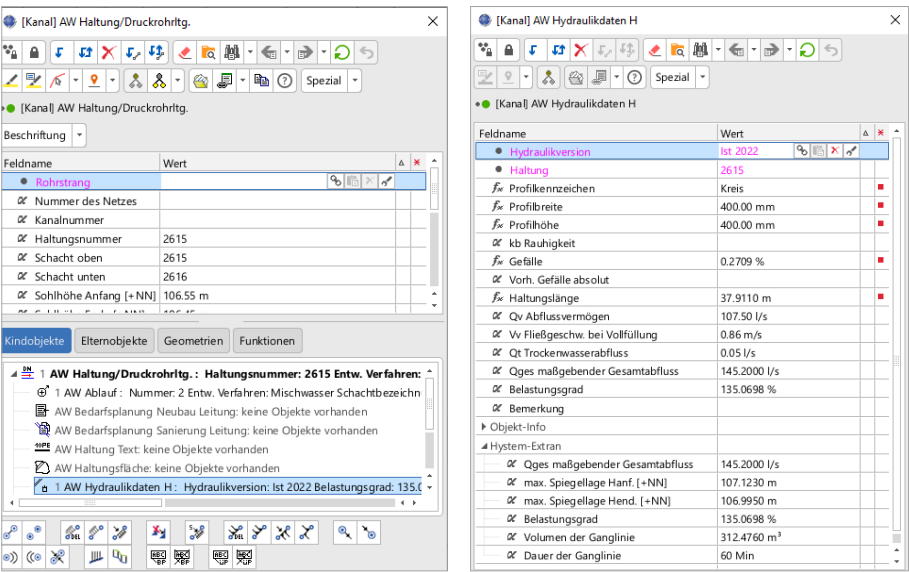 [Kanal] AW Haltung/Druckrohrltg.
Spezial
[Kanal] AW Haltung/Druckrohrltg.
Beschriftung
Feldname Wert
Rohrstrang
Nummer des Netzes
Kanalnummer
Haltungsnummer 2615
Schacht oben 2615
Schacht unten 2616
Sohlhöhe Anfang [+NN] 106.55 m
Kindobjekte Elternobjekte Geometrien Funktionen
1 AW Haltung/Druckrohrltg. : Haltungsnummer: 2615 Entw. Verfahren:
1 AW Ablauf : Nummer: 2 Entw. Verfahren: Mischwasser Schachtbezeichn
AW Bedarfsplanung Neubau Leitung: keine Objekte vorhanden
AW Bedarfsplanung Sanierung Leitung: keine Objekte vorhanden
AW Haltung Text: keine Objekte vorhanden
AW Haltungsfläche: keine Objekte vorhanden
1 AW Hydraulikdaten H : Hydraulikversion: Ist 2022 Belastungsgrad: 135.0
[Kanal] AW Hydraulikdaten H
Spezial
[Kanal] AW Hydraulikdaten H
Feldname Wert
Hydraulikversion Ist 2022
Haltung 2615
Profilkennzeichen Kreis
Profilbreite 400.00 mm
Profilhöhe 400.00 mm
kb Rauhigkeit
Gefälle 0.2709 %
Vorh. Gefälle absolut
Haltungslänge 37.9110 m
Qv Abflussvermögen 107.50 l/s
Vv Fließgeschw. bei Vollfüllung 0.86 m/s
Qt Trockenwasserabfluss 0.05 l/s
Qges maßgebender Gesamtabfluss 145.2000 l/s
Belastungsgrad 135.0698 %
Bemerkung
Objekt-Info
Hystem-Extran
Qges maßgebender Gesamtabfluss 145.2000 l/s
max. Spiegellage Hanf. [+NN] 107.1230 m
max. Spiegellage Hend. [+NN] 106.9950 m
Belastungsgrad 135.0698 %
Volumen der Ganglinie 312.4760 m³
Dauer der Ganglinie 60 Min